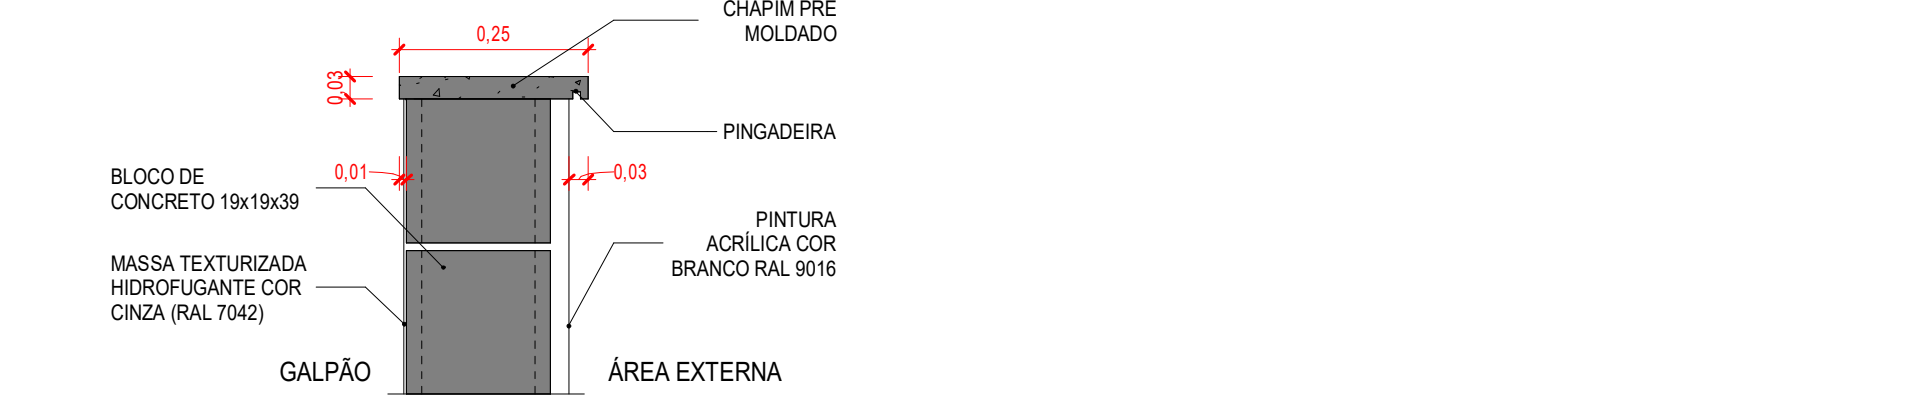 CHAPIM PRE
MOLDADO
0,25
0,03
PINGADEIRA
0,01
0,03
BLOCO DE
CONCRETO 19x19x39
PINTURA
ACRÍLICA COR
BRANCO RAL 9016
MASSA TEXTURIZADA
HIDROFUGANTE COR
CINZA (RAL 7042)
GALPÃO
ÁREA EXTERNA